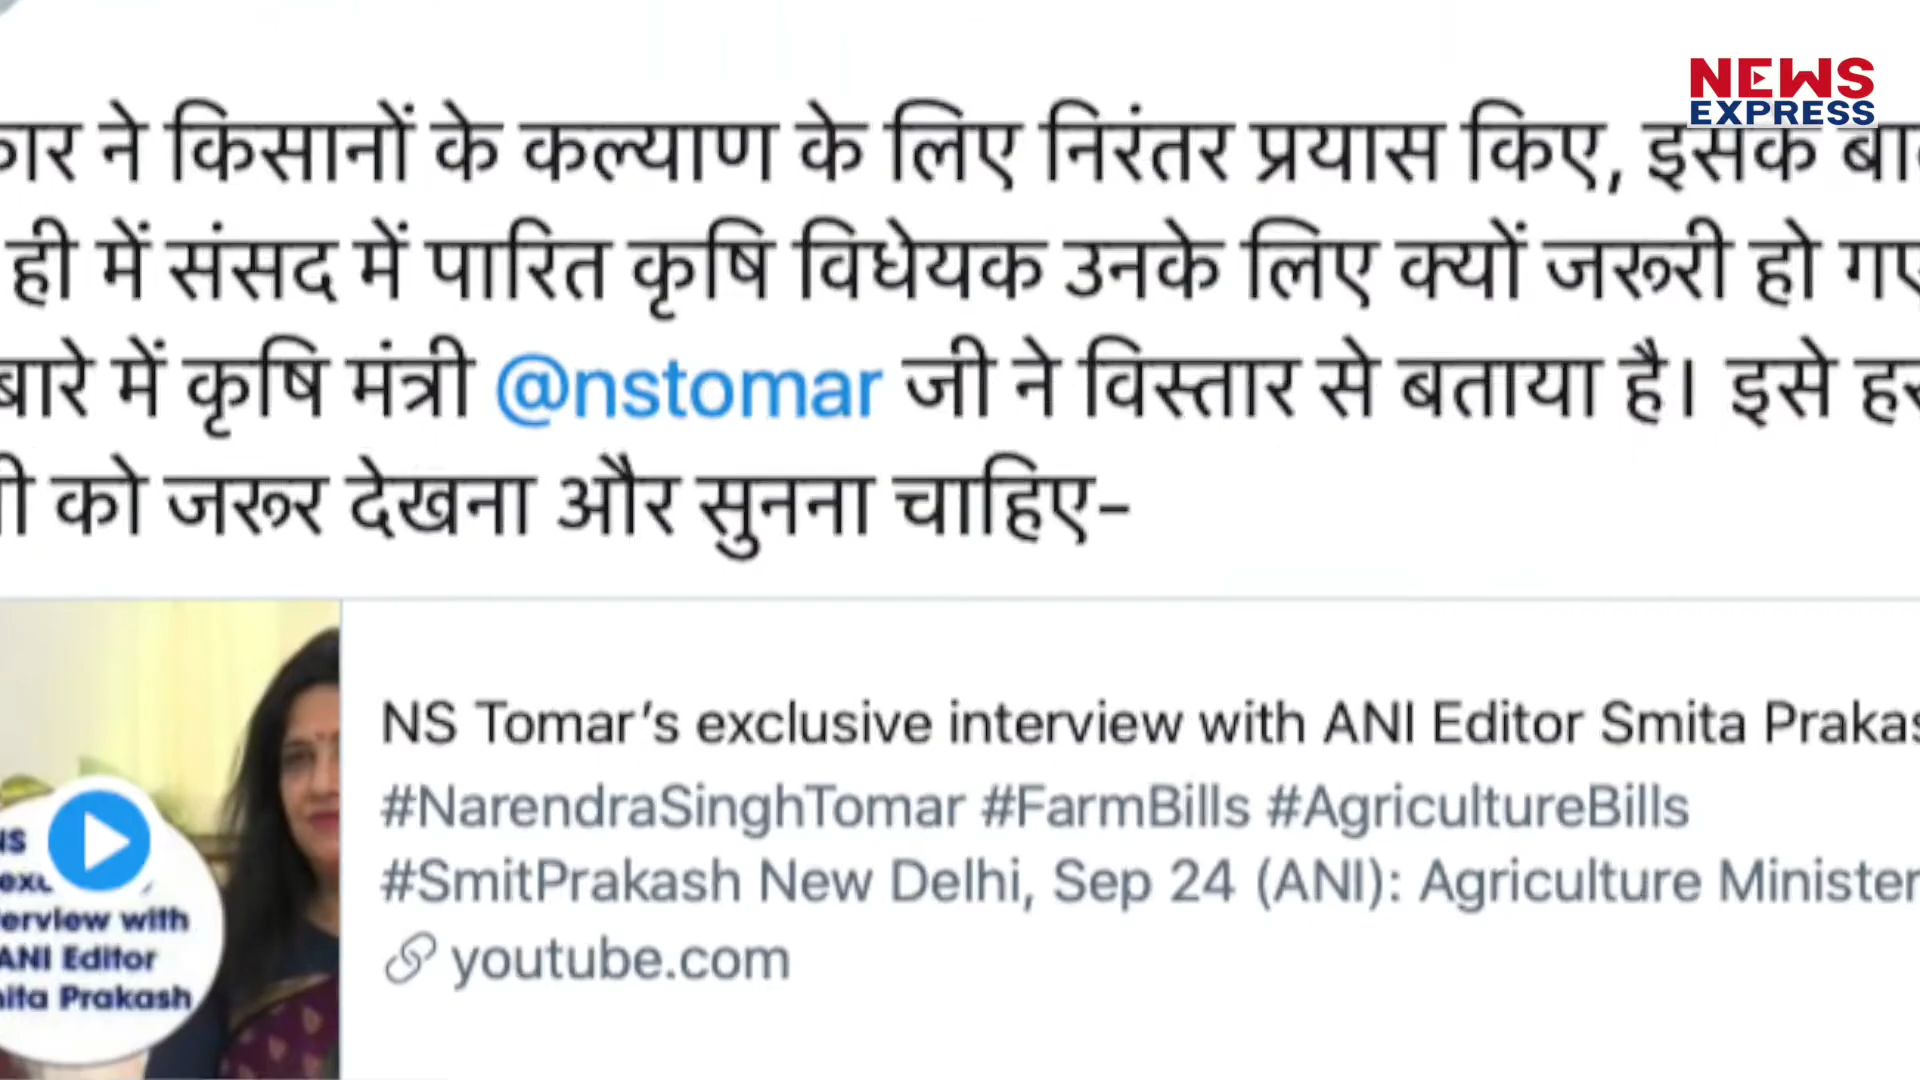 NEWS
EXPRESS
ने किसानों के कल्याण के लिए निरंतर प्रयास किए, इसके
ही में संसद में पारित कृषि विधेयक उनके लिए क्यों जरूरी हो
बारे में कृषि मंत्री @nstomar जी ने विस्तार से बताया है। इसे
को जरूर देखना और सुनना चाहिए-
NS Tomar's exclusive interview with ANI Editor Smita
#NarendraSinghTomar #FarmBills #AgricultureBills
#SmitPrakash New Delhi, Sep 24 (ANI): Agriculture Minister
youtube.com
with
ANI Editor
Prakash